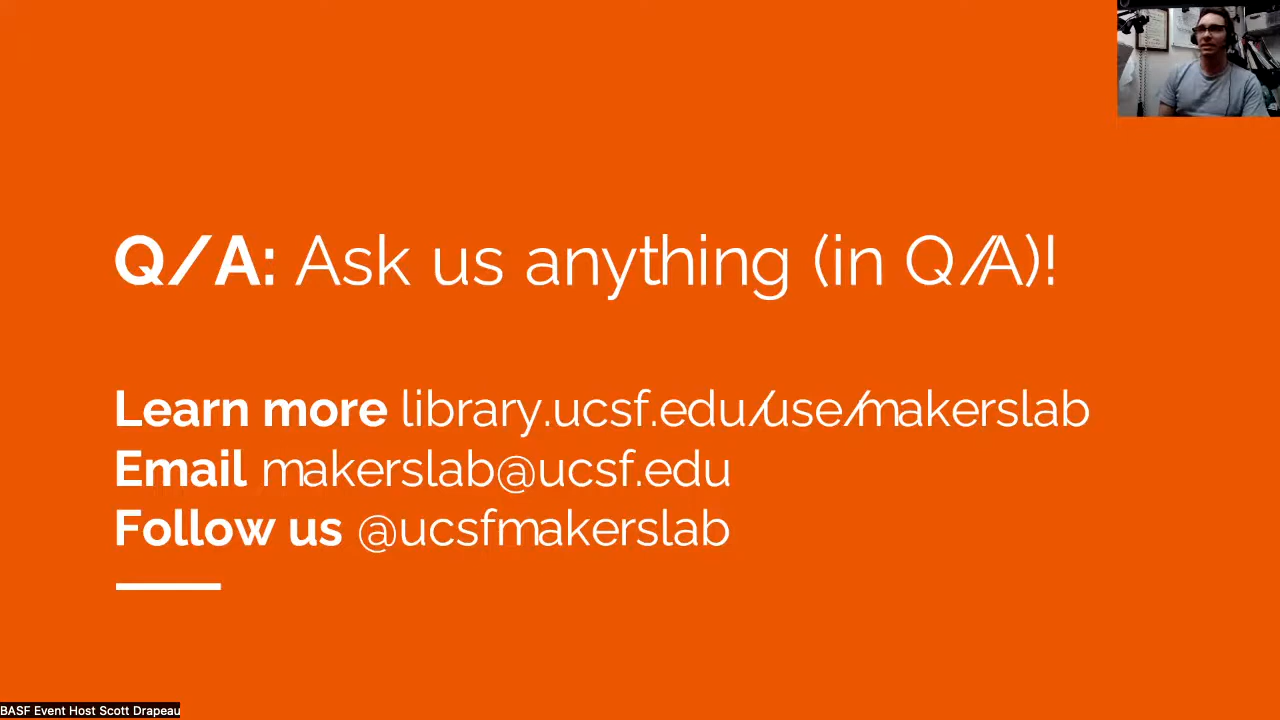 Q/A: Ask us anything (in Q/A)!
Learn more library.ucsf.edu/use/makerslab
Email makerslab@ucsf.edu
Follow us @ucsfmakerslab
BASF Event Host Scott Drapeau